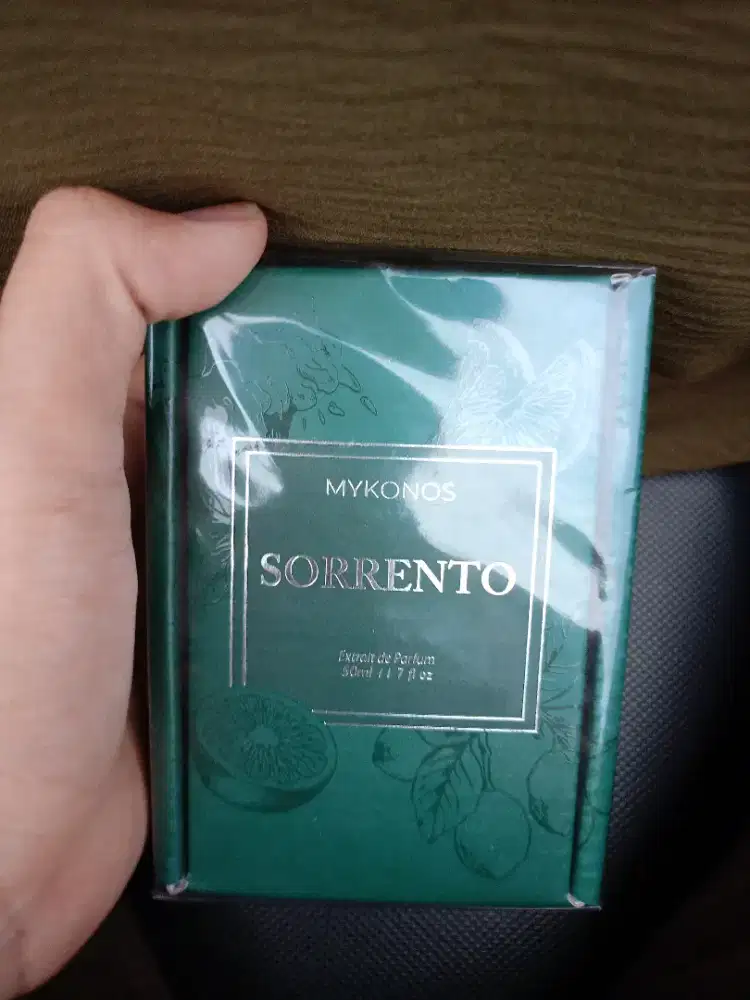 MYKONOS
SORRENTO
Extrait de Parfum
50ml / 1.7 fl oz